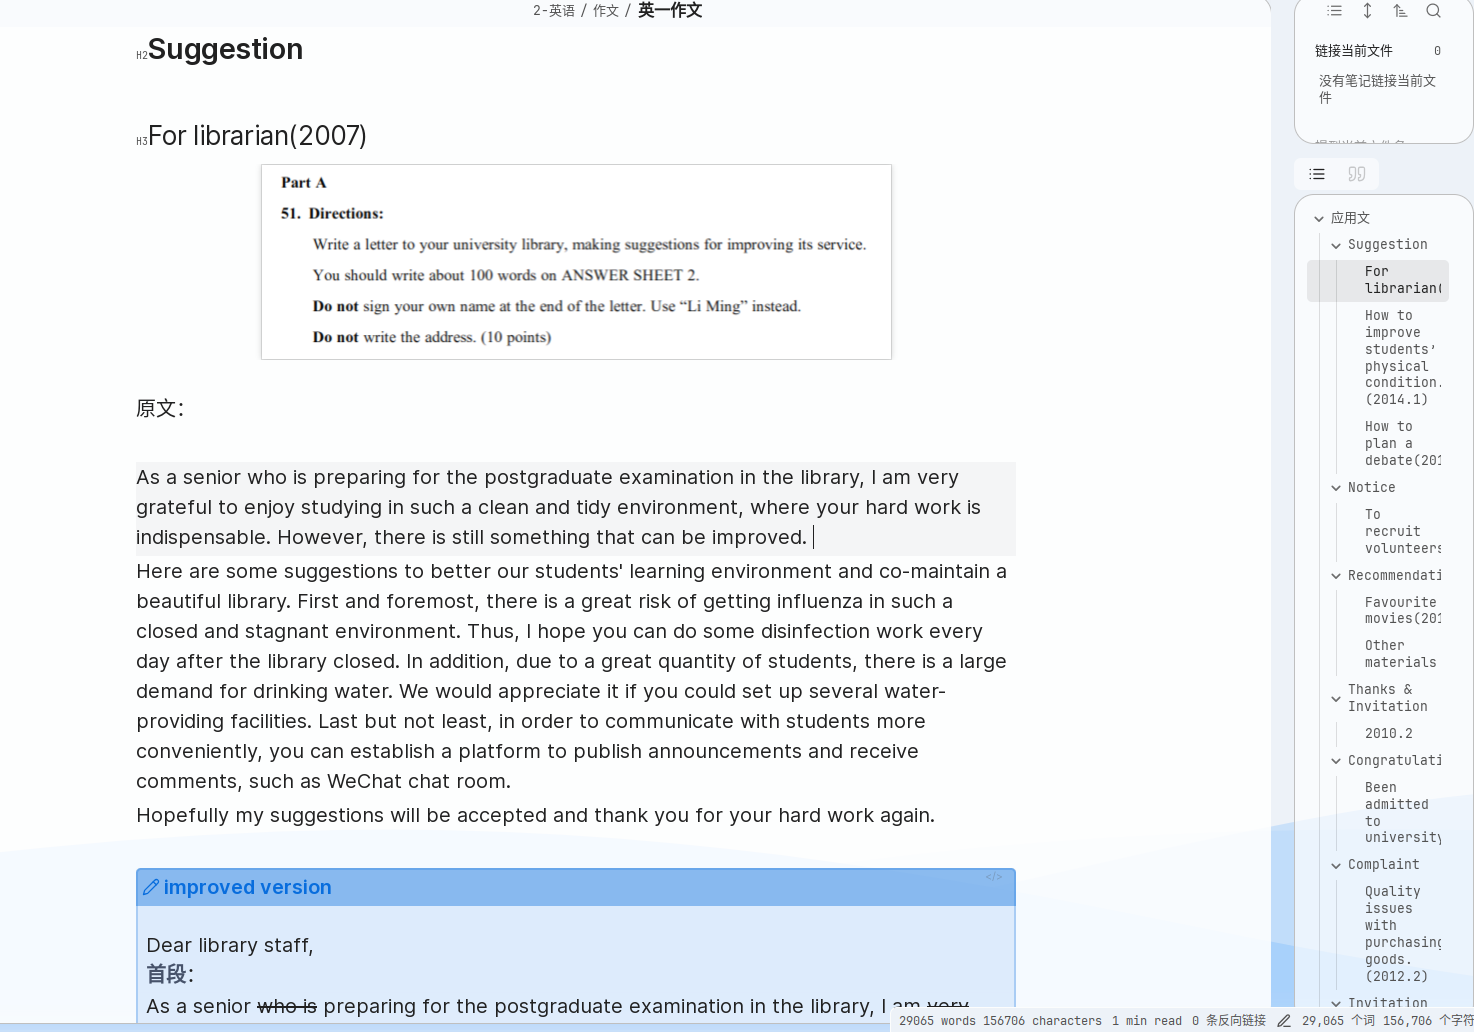 2-英语 / 作文 / 英一作文
H2 Suggestion
H3 For librarian(2007)
Part A
51. Directions:
Write a letter to your university library, making suggestions for improving its service.
You should write about 100 words on ANSWER SHEET 2.
Do not sign your own name at the end of the letter. Use “Li Ming” instead.
Do not write the address. (10 points)
原文：
As a senior who is preparing for the postgraduate examination in the library, I am very
grateful to enjoy studying in such a clean and tidy environment, where your hard work is
indispensable. However, there is still something that can be improved.
Here are some suggestions to better our students' learning environment and co-maintain a
beautiful library. First and foremost, there is a great risk of getting influenza in such a
closed and stagnant environment. Thus, I hope you can do some disinfection work every
day after the library closed. In addition, due to a great quantity of students, there is a large
demand for drinking water. We would appreciate it if you could set up several water-
providing facilities. Last but not least, in order to communicate with students more
conveniently, you can establish a platform to publish announcements and receive
comments, such as WeChat chat room.
Hopefully my suggestions will be accepted and thank you for your hard work again.
improved version
</>
Dear library staff,
首段：
As a senior who is preparing for the postgraduate examination in the library, I am very
链接当前文件 0
没有笔记链接当前文
件
应用文
Suggestion
For
librarian(
How to
improve
students’
physical
condition.
(2014.1)
How to
plan a
debate(201
Notice
To
recruit
volunteers
Recommendati
Favourite
movies(201
Other
materials
Thanks &
Invitation
2010.2
Congratulati
Been
admitted
to
university
Complaint
Quality
issues
with
purchasing
goods.
(2012.2)
Invitation
29065 words 156706 characters 1 min read 0 条反向链接 29,065 个词 156,706 个字符